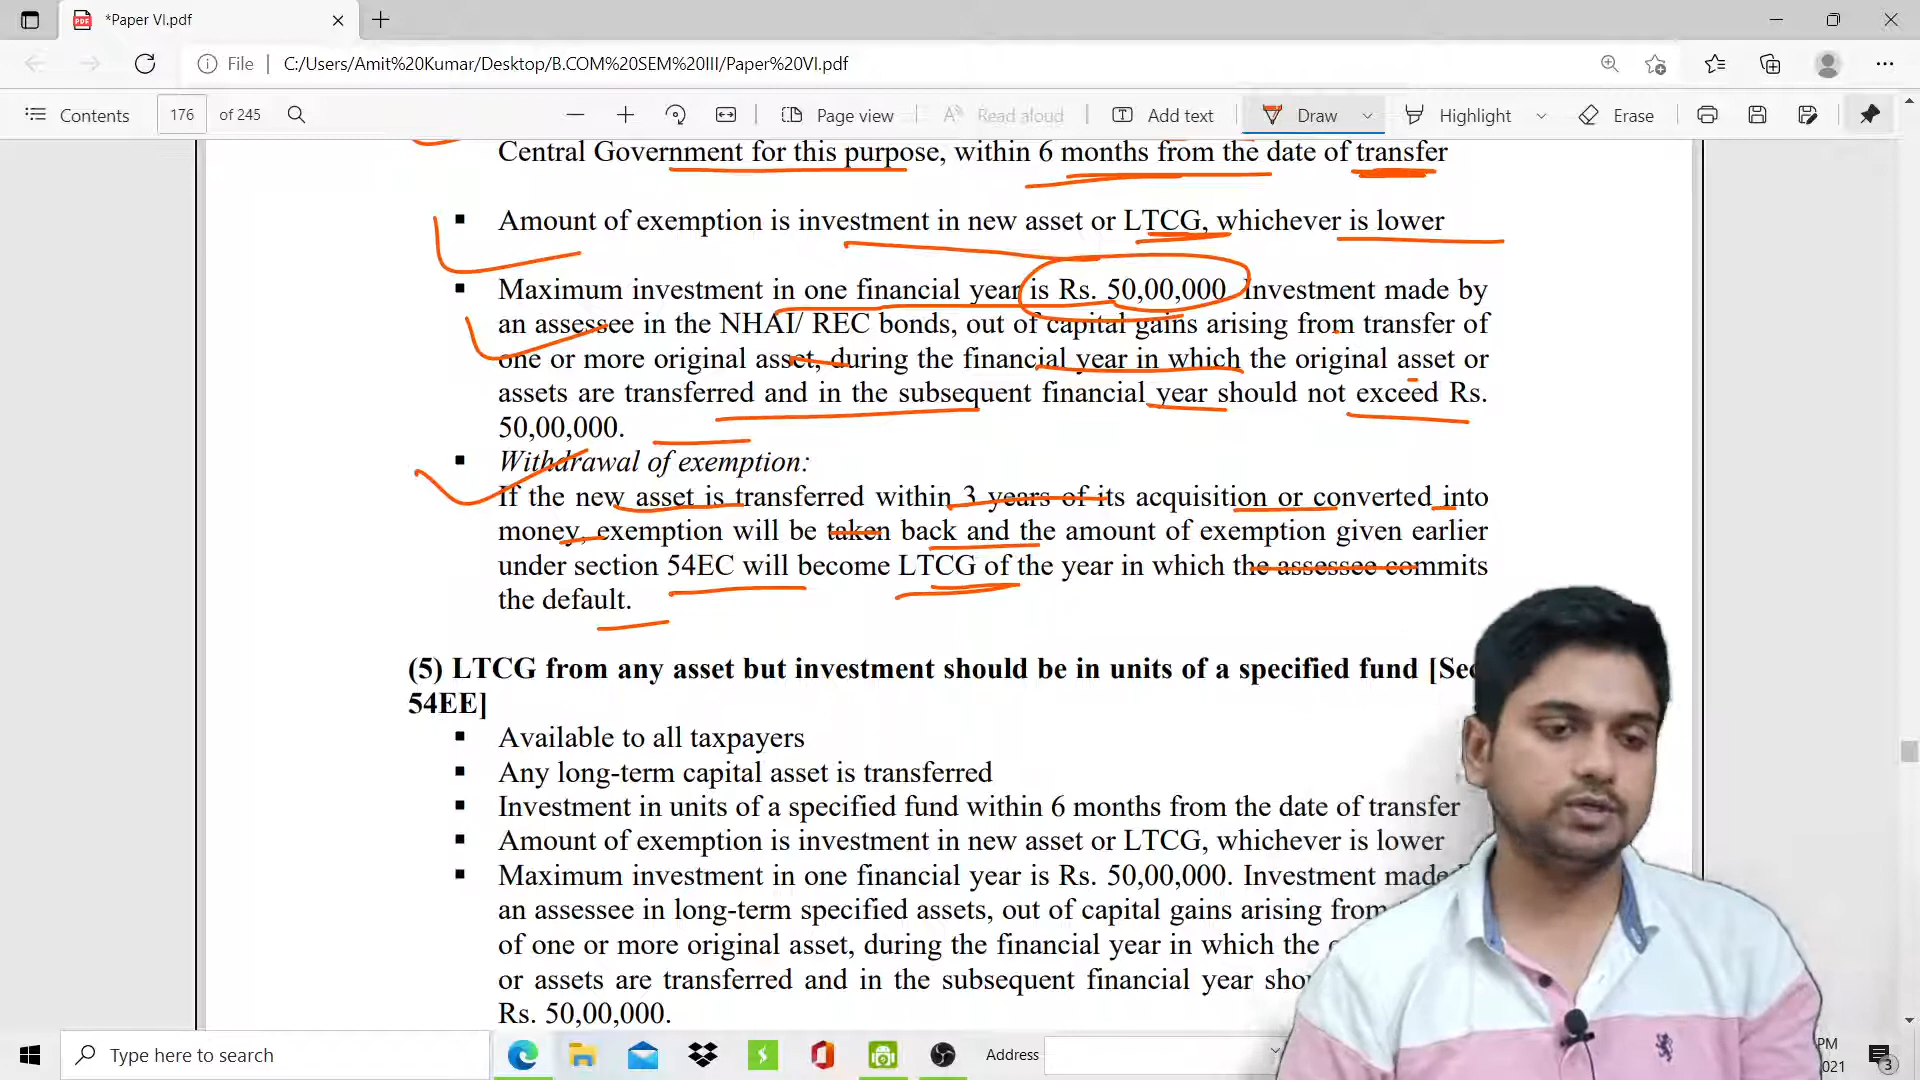 *Paper VI.pdf
File
C:/Users/Amit%20Kumar/Desktop/B.COM%20SEM%20III/Paper%20VI.pdf
Contents
176 of 245
Page view
Read aloud
Add text
Draw
Highlight
Erase
Central Government for this purpose, within 6 months from the date of transfer
Amount of exemption is investment in new asset or LTCG, whichever is lower
Maximum investment in one financial year is Rs. 50,00,000. Investment made by
an assessee in the NHAI/ REC bonds, out of capital gains arising from transfer of
one or more original asset, during the financial year in which the original asset or
assets are transferred and in the subsequent financial year should not exceed Rs.
50,00,000.
Withdrawal of exemption:
If the new asset is transferred within 3 years of its acquisition or converted into
money, exemption will be taken back and the amount of exemption given earlier
under section 54EC will become LTCG of the year in which the assessee commits
the default.
(5) LTCG from any asset but investment should be in units of a specified fund [Sec
54EE]
Available to all taxpayers
Any long-term capital asset is transferred
Investment in units of a specified fund within 6 months from the date of transfer
Amount of exemption is investment in new asset or LTCG, whichever is lower
Maximum investment in one financial year is Rs. 50,00,000. Investment made
an assessee in long-term specified assets, out of capital gains arising from
of one or more original asset, during the financial year in which the
or assets are transferred and in the subsequent financial year
Rs. 50,00,000.
Type here to search
Address
PM
021
3